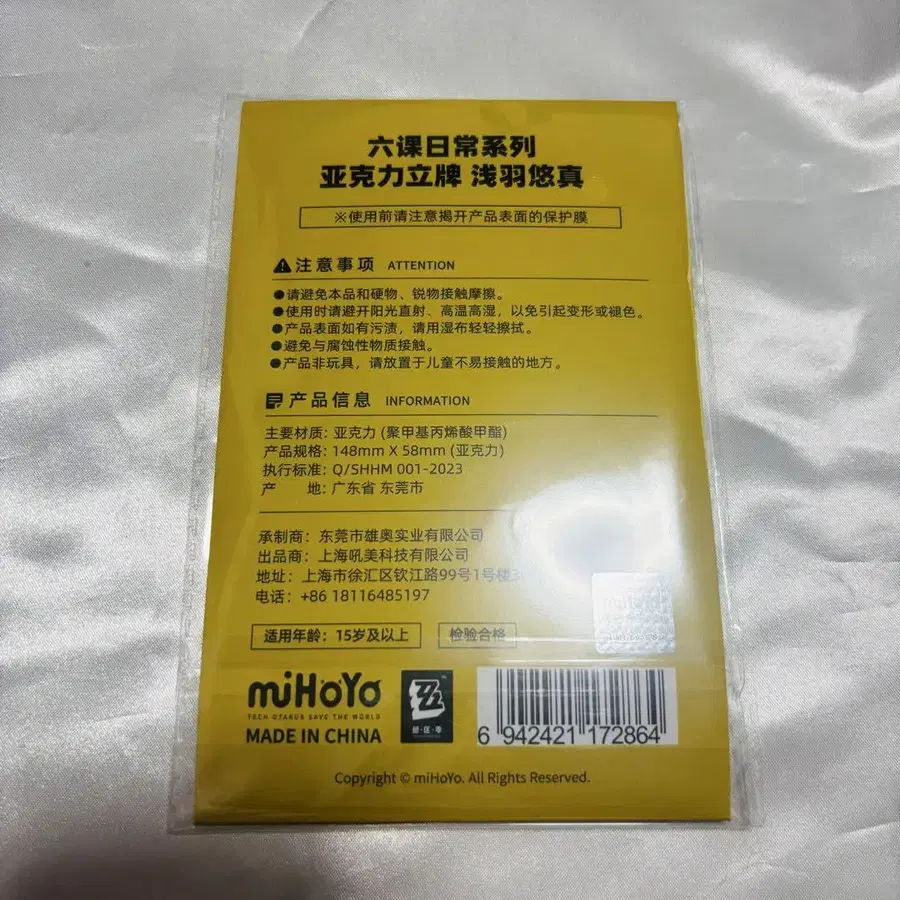 六课日常系列
亚克力立牌 浅羽悠真
※使用前请注意揭开产品表面的保护膜
注意事项 ATTENTION
●请避免本品和硬物、锐物接触摩擦。
●使用时请避开阳光直射、高温高湿，以免引起变形或褪色。
●产品表面如有污渍，请用湿布轻轻擦拭。
●避免与腐蚀性物质接触。
●产品非玩具，请放置于儿童不易接触的地方。
产品信息 INFORMATION
主要材质: 亚克力 (聚甲基丙烯酸甲酯)
产品规格: 148mm X 58mm (亚克力)
执行标准: Q/SHHM 001-2023
产 地: 广东省 东莞市
承制商: 东莞市雄奥实业有限公司
出品商: 上海吼美科技有限公司
地址: 上海市徐汇区钦江路99号1号楼
电话: +86 18116485197
适用年龄: 15岁及以上 检验合格
miHoYo
TECH OTAKUS SAVE THE WORLD
MADE IN CHINA
绝·区·零
6 942421 172864
miHoYo
Copyright © miHoYo. All Rights Reserved.